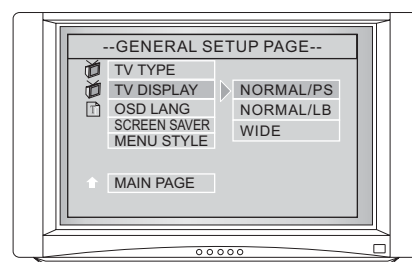 --GENERAL SETUP PAGE--
TV TYPE
TV DISPLAY
NORMAL/PS
OSD LANG
NORMAL/LB
SCREEN SAVER
WIDE
MENU STYLE
MAIN PAGE